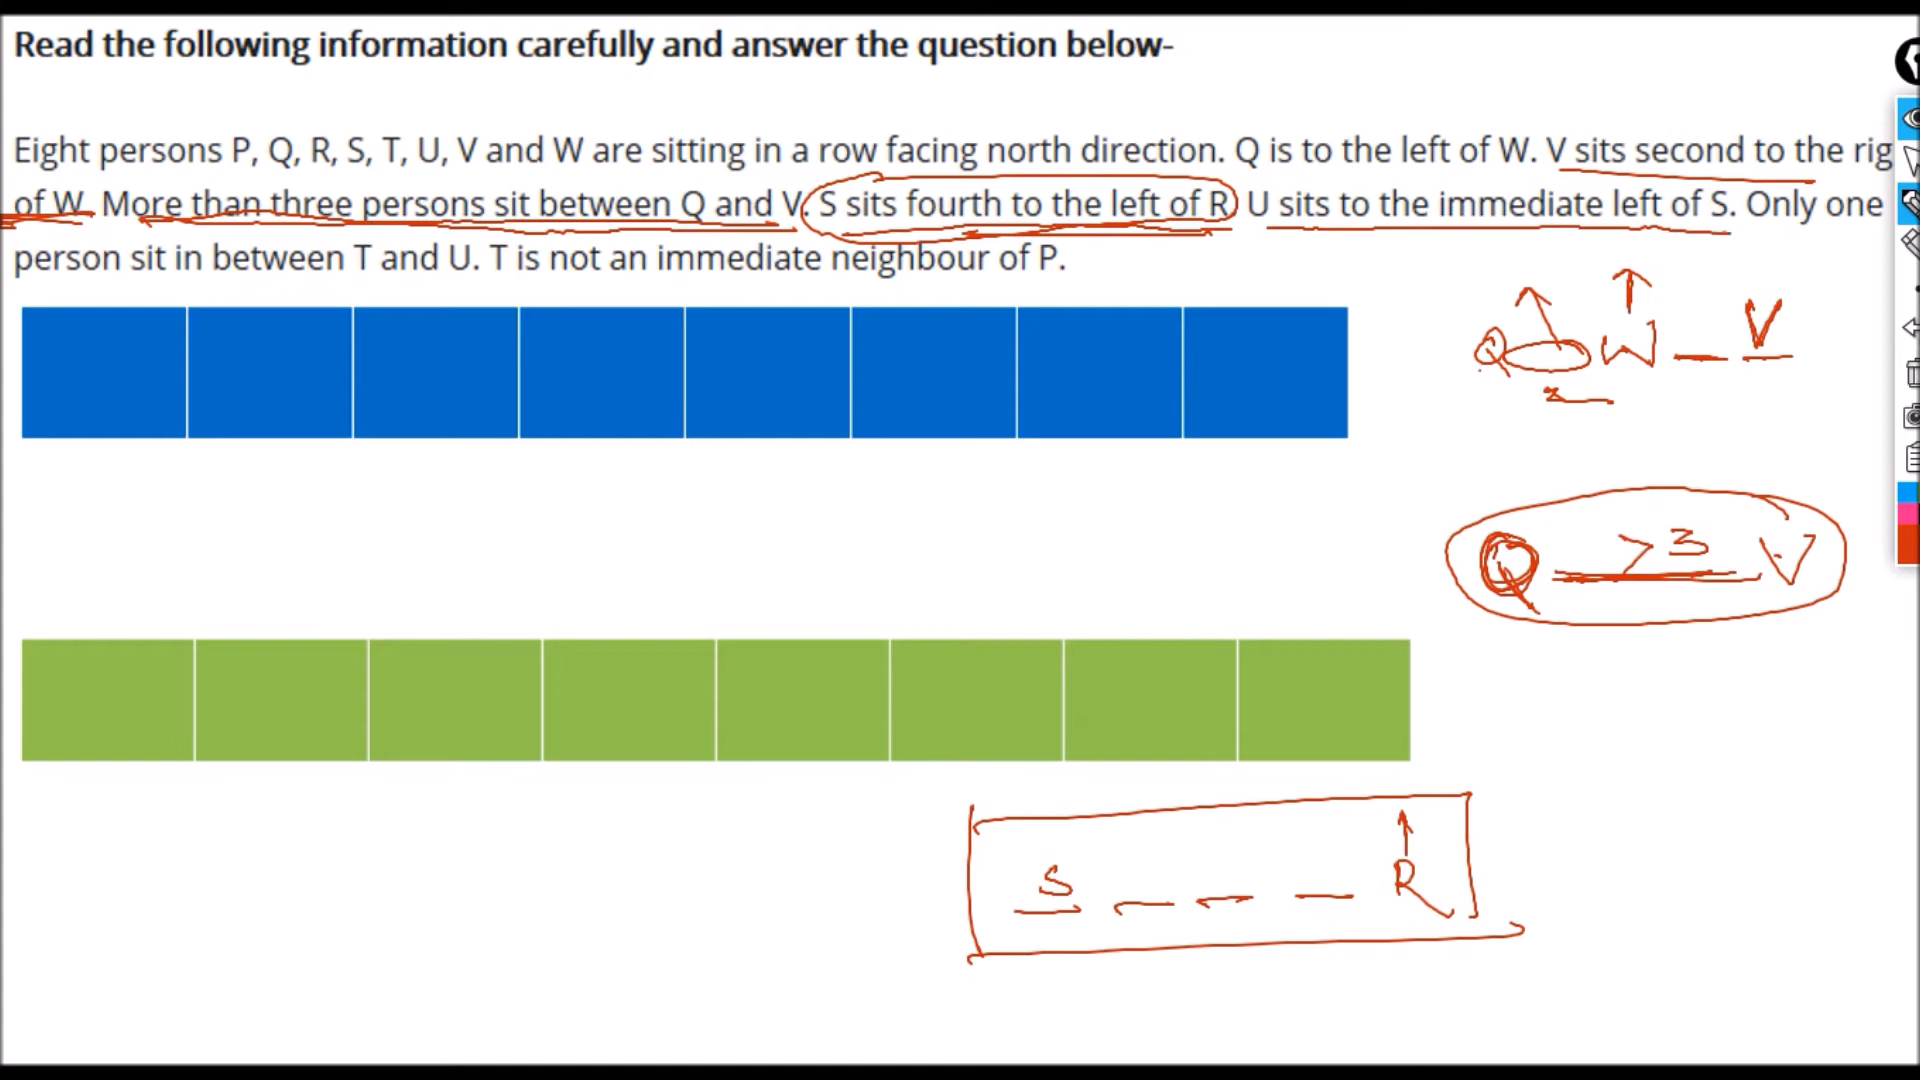 Read the following information carefully and answer the question below-
Eight persons P, Q, R, S, T, U, V and W are sitting in a row facing north direction. Q is to the left of W. V sits second to the rig
of W. More than three persons sit between Q and V. S sits fourth to the left of R. U sits to the immediate left of S. Only one
person sit in between T and U. T is not an immediate neighbour of P.
Q W _ V
Q >3 V
S _ _ _ R